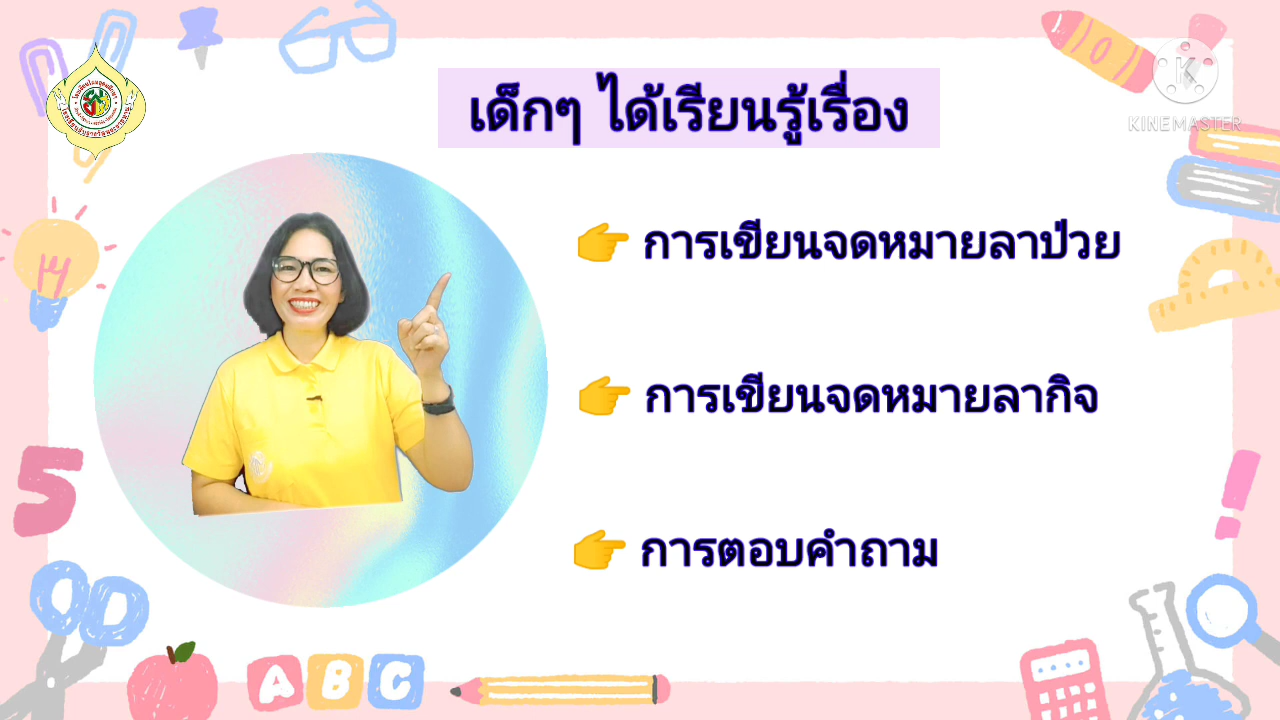 เด็กๆ ได้เรียนรู้เรื่อง
KINEMASTER
👉 การเขียนจดหมายลาป่วย
👉 การเขียนจดหมายลากิจ
👉 การตอบคำถาม
5
!
A B C